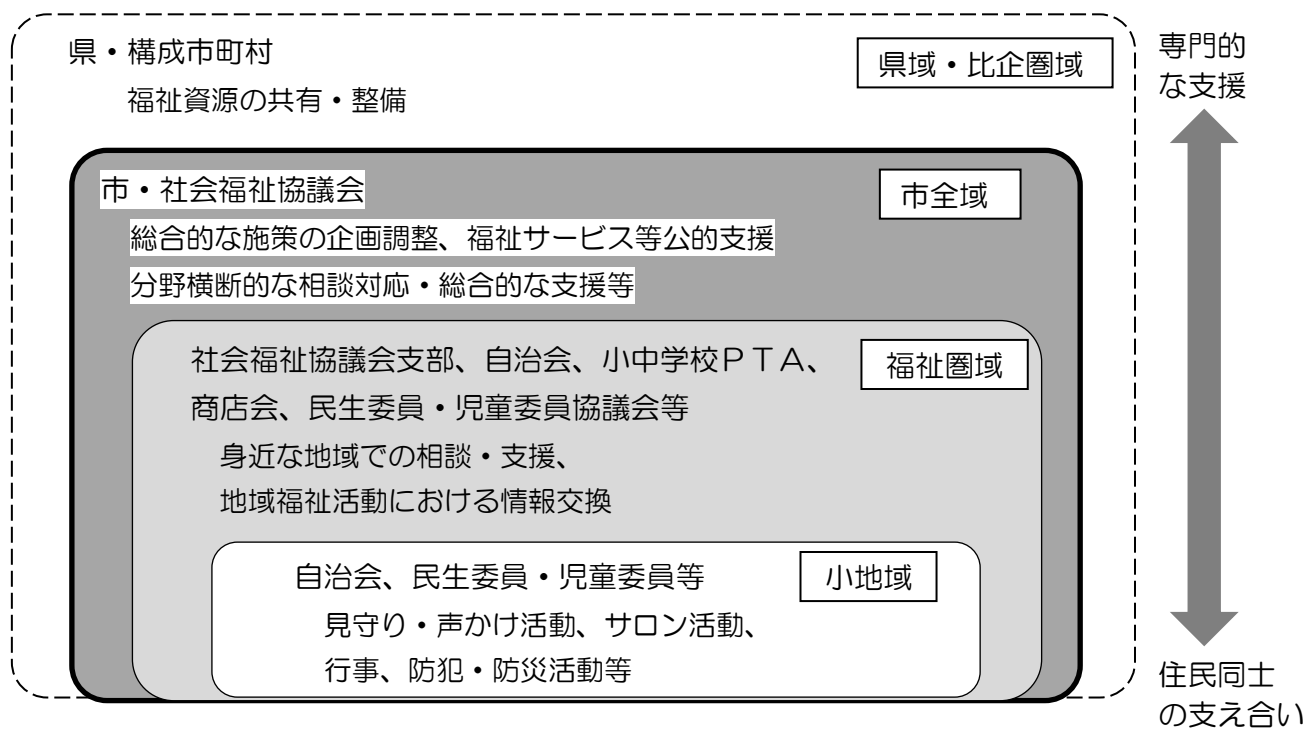 県・構成市町村
県域・比企圏域
福祉資源の共有・整備
専門的
な支援
市・社会福祉協議会
市全域
総合的な施策の企画調整、福祉サービス等公的支援
分野横断的な相談対応・総合的な支援等
社会福祉協議会支部、自治会、小中学校ＰＴＡ、
福祉圏域
商店会、民生委員・児童委員協議会等
身近な地域での相談・支援、
地域福祉活動における情報交換
自治会、民生委員・児童委員等
小地域
見守り・声かけ活動、サロン活動、
行事、防犯・防災活動等
住民同士
の支え合い